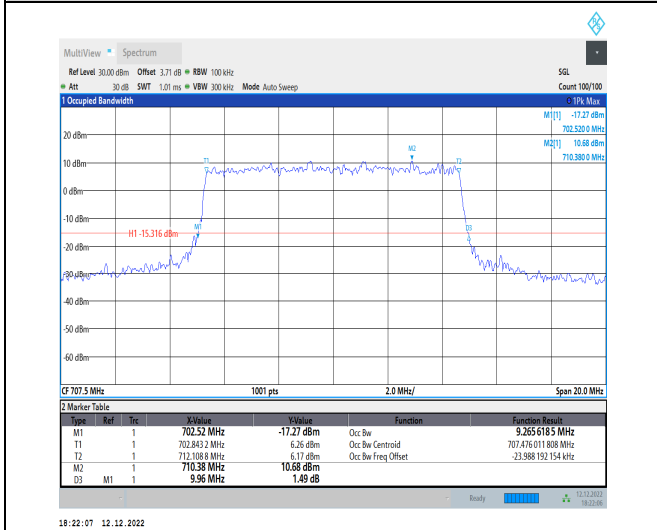 MultiView Spectrum
Ref Level 30.00 dBm Offset 3.71 dB RBW 100 kHz SGL
Att 30 dB SWT 1.01 ms VBW 300 kHz Mode Auto Sweep Count 100/100
1 Occupied Bandwidth 1Pk Max
M1[1] -17.27 dBm
702.5200 MHz
M2[1] 10.68 dBm
710.3800 MHz
20 dBm
M2
T1 T2
10 dBm
0 dBm
-10 dBm
M1 D3
H1 -15.316 dBm
-20 dBm
-30 dBm
-40 dBm
-50 dBm
-60 dBm
CF 707.5 MHz 1001 pts 2.0 MHz/ Span 20.0 MHz
2 Marker Table
Type Ref Trc X-Value Y-Value Function Function Result
M1 1 702.52 MHz -17.27 dBm Occ Bw 9.265 618 5 MHz
T1 1 702.843 2 MHz 6.26 dBm Occ Bw Centroid 707.476 011 808 MHz
T2 1 712.108 8 MHz 6.17 dBm Occ Bw Freq Offset -23.988 192 154 kHz
M2 1 710.38 MHz 10.68 dBm
D3 M1 1 9.96 MHz 1.49 dB
Ready 12.12.2022
18:22:06
18:22:07 12.12.2022